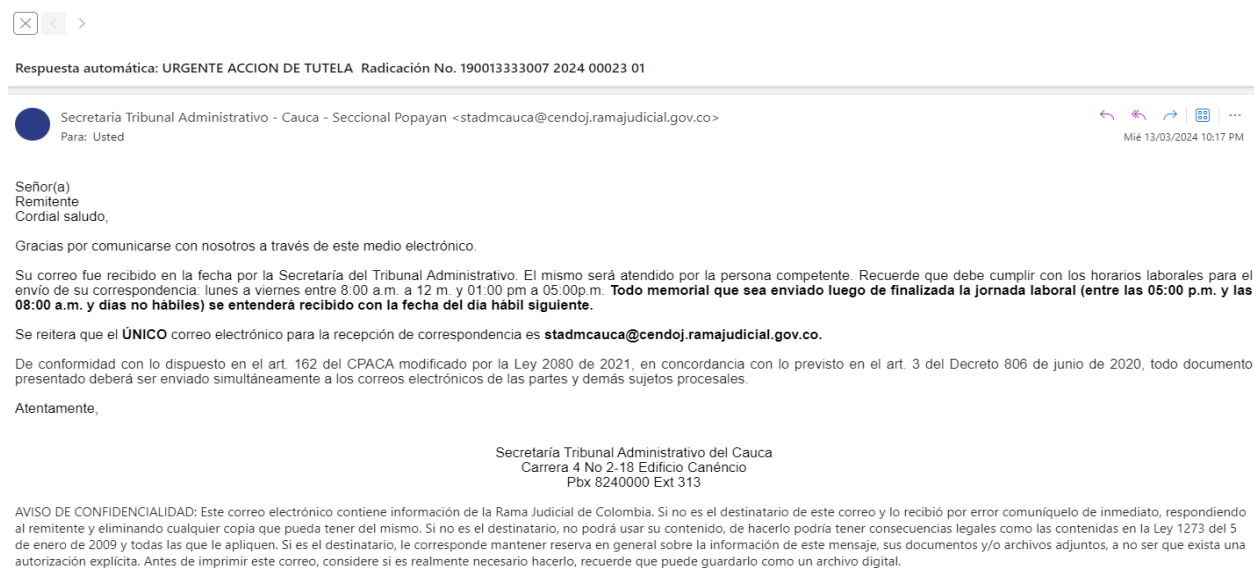 Respuesta automática: URGENTE ACCION DE TUTELA Radicación No. 190013333007 2024 00023 01
Secretaria Tribunal Administrativo - Cauca - Seccional Popayan <stadmcauca@cendoj.ramajudicial.gov.co>
Para: Usted
Mié 13/03/2024 10:17 PM
Señor(a)
Remitente
Cordial saludo,
Gracias por comunicarse con nosotros a través de este medio electrónico.
Su correo fue recibido en la fecha por la Secretaría del Tribunal Administrativo. El mismo será atendido por la persona competente. Recuerde que debe cumplir con los horarios laborales para el
envío de su correspondencia: lunes a viernes entre 8:00 a.m. a 12 m. y 01:00 pm a 05:00p.m. Todo memorial que sea enviado luego de finalizada la jornada laboral (entre las 05:00 p.m. y las
08:00 a.m. y días no hábiles) se entenderá recibido con la fecha del día hábil siguiente.
Se reitera que el ÚNICO correo electrónico para la recepción de correspondencia es stadmcauca@cendoj.ramajudicial.gov.co.
De conformidad con lo dispuesto en el art. 162 del CPACA modificado por la Ley 2080 de 2021, en concordancia con lo previsto en el art. 3 del Decreto 806 de junio de 2020, todo documento
presentado deberá ser enviado simultáneamente a los correos electrónicos de las partes y demás sujetos procesales.
Atentamente,
Secretaría Tribunal Administrativo del Cauca
Carrera 4 No 2-18 Edificio Canéncio
Pbx 8240000 Ext 313
AVISO DE CONFIDENCIALIDAD: Este correo electrónico contiene información de la Rama Judicial de Colombia. Si no es el destinatario de este correo y lo recibió por error comuníquelo de inmediato, respondiendo
al remitente y eliminando cualquier copia que pueda tener del mismo. Si no es el destinatario, no podrá usar su contenido, de hacerlo podría tener consecuencias legales como las contenidas en la Ley 1273 del 5
de enero de 2009 y todas las que le apliquen. Si es el destinatario, le corresponde mantener reserva en general sobre la información de este mensaje, sus documentos y/o archivos adjuntos, a no ser que exista una
autorización explícita. Antes de imprimir este correo, considere si es realmente necesario hacerlo, recuerde que puede guardarlo como un archivo digital.